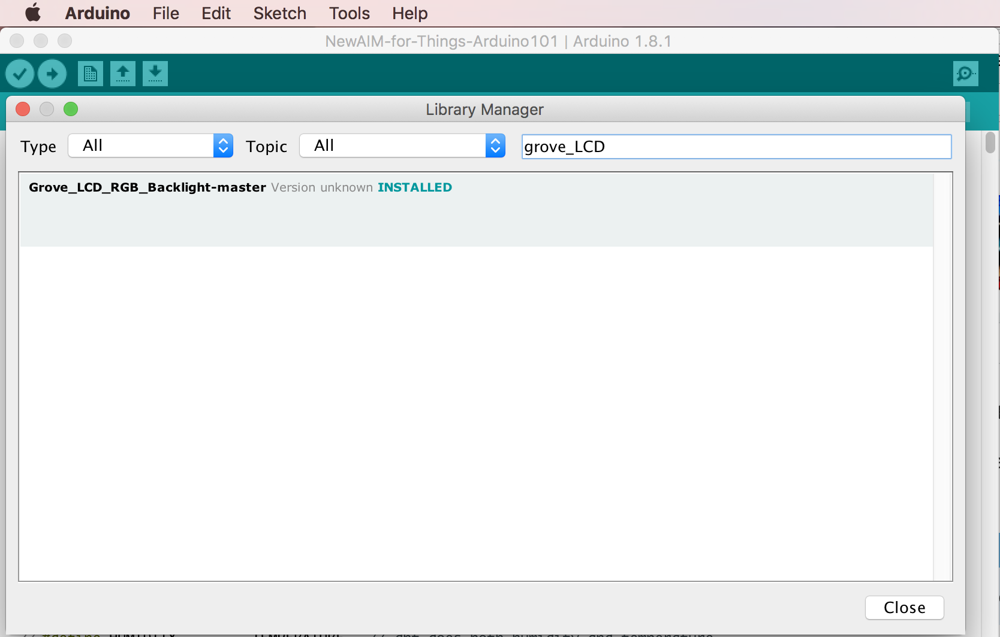 Arduino File Edit Sketch Tools Help
NewAIM-for-Things-Arduino101 | Arduino 1.8.1
Library Manager
Type All Topic All grove_LCD
Grove_LCD_RGB_Backlight-master Version unknown INSTALLED
Close